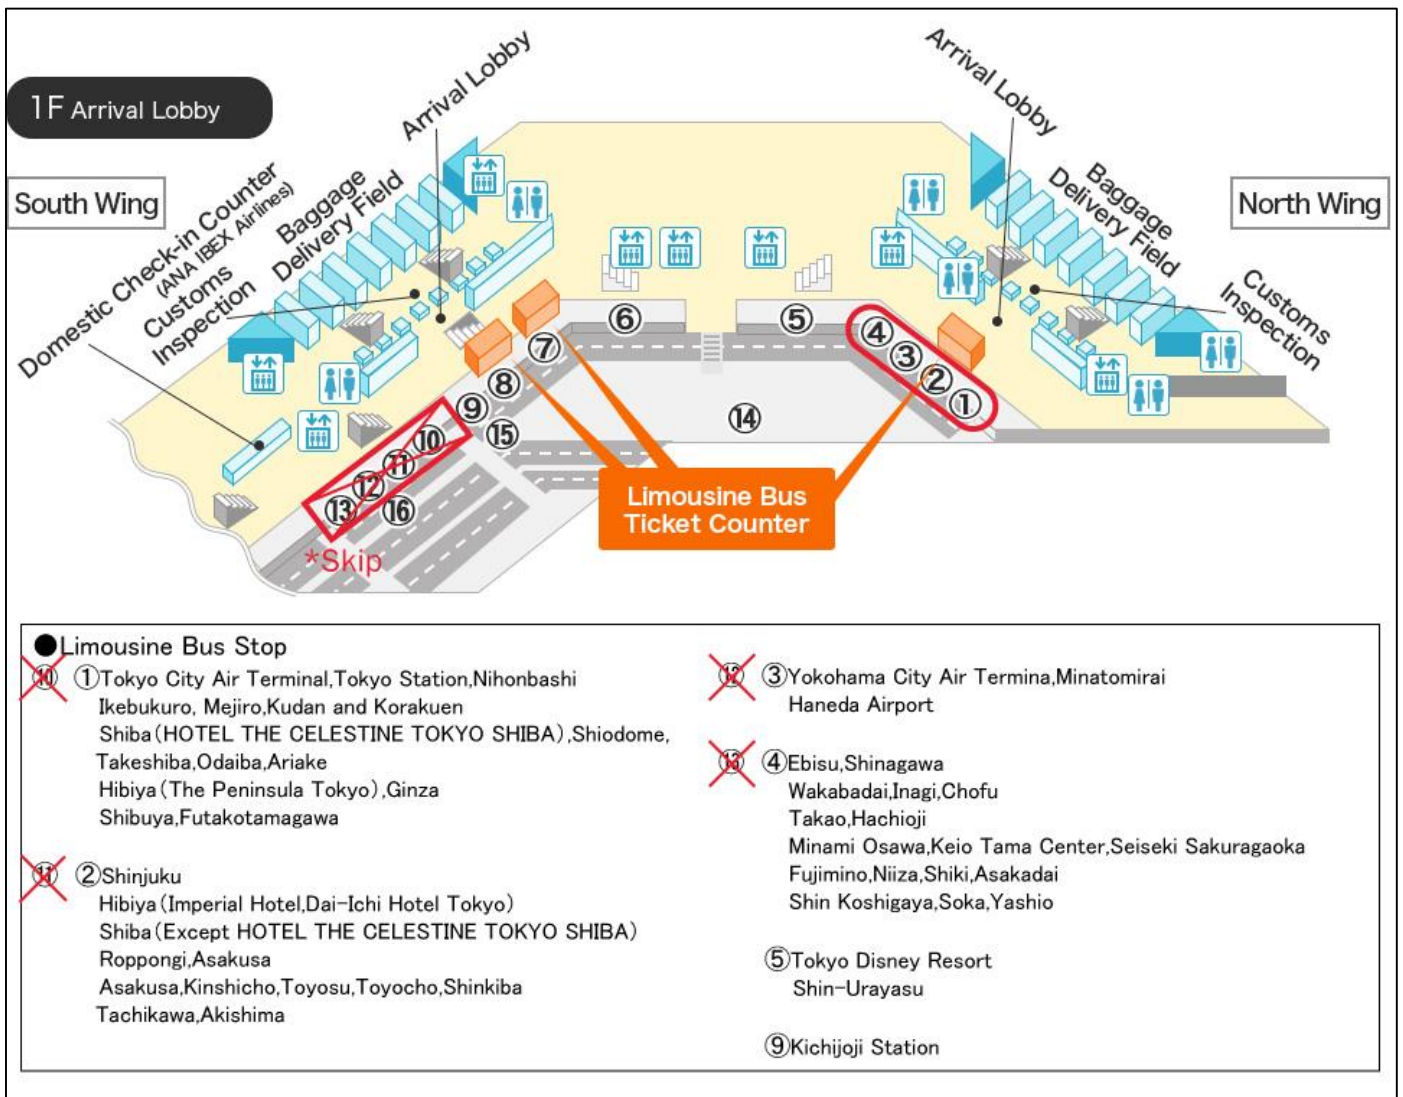 1F Arrival Lobby
South Wing
Domestic Check-in Counter
(ANA IBEX Airlines)
Customs
Inspection
Baggage
Delivery Field
Arrival Lobby
Arrival Lobby
Baggage
Delivery Field
Customs
Inspection
North Wing
⑥
⑤
④
③
②
①
⑦
⑧
⑨
⑩
⑪
⑫
⑬
⑭
⑮
⑯
*Skip
Limousine Bus
Ticket Counter
●Limousine Bus Stop
⑩ ①Tokyo City Air Terminal,Tokyo Station,Nihonbashi
Ikebukuro, Mejiro,Kudan and Korakuen
Shiba(HOTEL THE CELESTINE TOKYO SHIBA),Shiodome,
Takeshiba,Odaiba,Ariake
Hibiya(The Peninsula Tokyo),Ginza
Shibuya,Futakotamagawa
⑪ ②Shinjuku
Hibiya(Imperial Hotel,Dai-Ichi Hotel Tokyo)
Shiba(Except HOTEL THE CELESTINE TOKYO SHIBA)
Roppongi,Asakusa
Asakusa,Kinshicho,Toyosu,Toyocho,Shinkiba
Tachikawa,Akishima
⑫ ③Yokohama City Air Termina,Minatomirai
Haneda Airport
⑬ ④Ebisu,Shinagawa
Wakabadai,Inagi,Chofu
Takao,Hachioji
Minami Osawa,Keio Tama Center,Seiseki Sakuragaoka
Fujimino,Niiza,Shiki,Asakadai
Shin Koshigaya,Soka,Yashio
⑤Tokyo Disney Resort
Shin-Urayasu
⑨Kichijoji Station